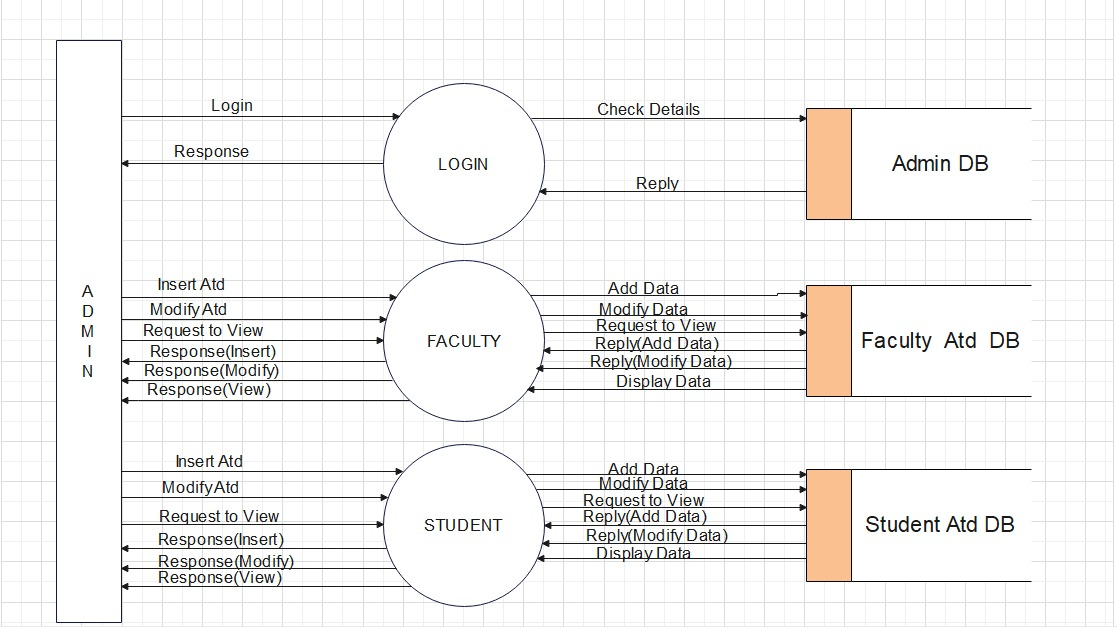 Login
Check Details
Response
LOGIN
Admin DB
Reply
A
D
M
I
N
Insert Atd
Modify Atd
Request to View
Response(Insert)
Response(Modify)
Response(View)
FACULTY
Add Data
Modify Data
Request to View
Reply(Add Data)
Reply(Modify Data)
Display Data
Faculty Atd DB
Insert Atd
Modify Atd
Request to View
Response(Insert)
Response(Modify)
Response(View)
STUDENT
Add Data
Modify Data
Request to View
Reply(Add Data)
Reply(Modify Data)
Display Data
Student Atd DB